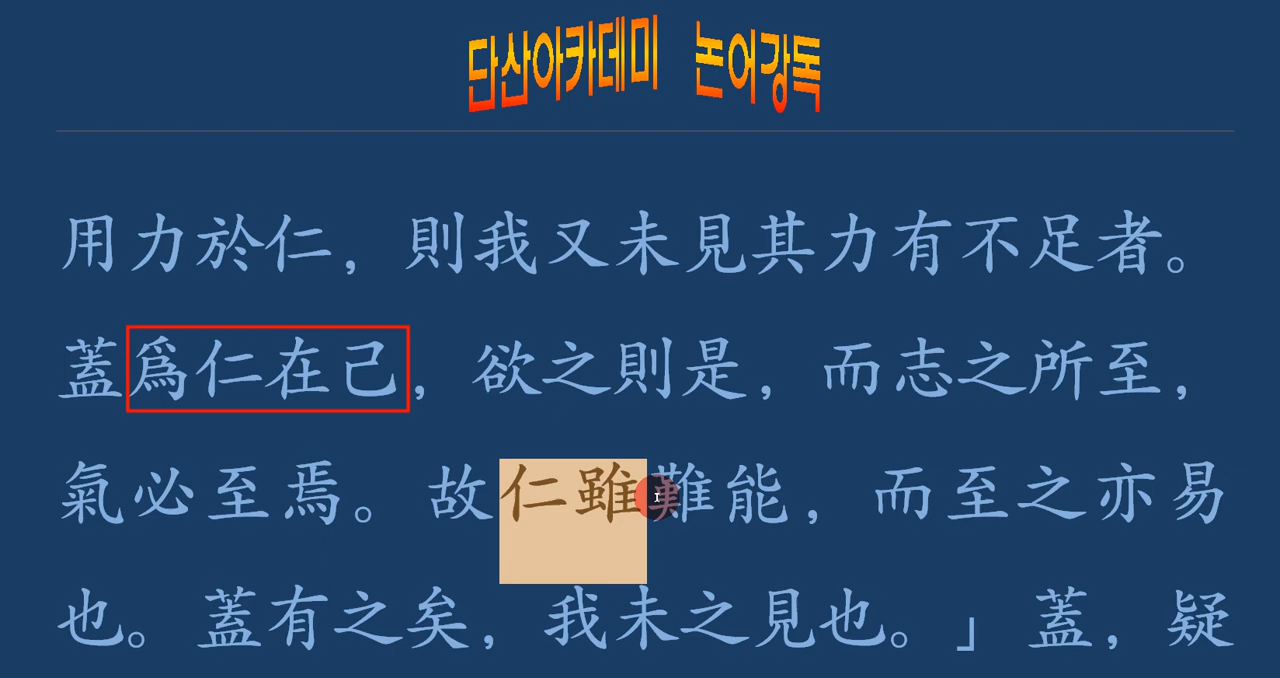 단산아카데미 논어강독
用力於仁，則我又未見其力有不足者。
蓋爲仁在己，欲之則是，而志之所至，
氣必至焉。故仁雖難能，而至之亦易
也。蓋有之矣，我未之見也。」蓋，疑